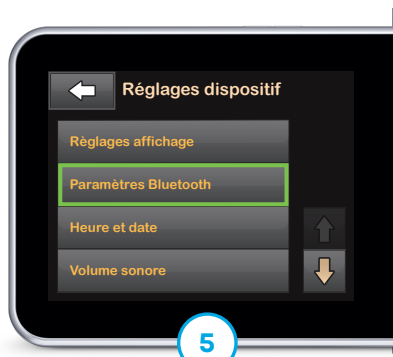 Réglages dispositif
Règlages affichage
Paramètres Bluetooth
Heure et date
Volume sonore
5